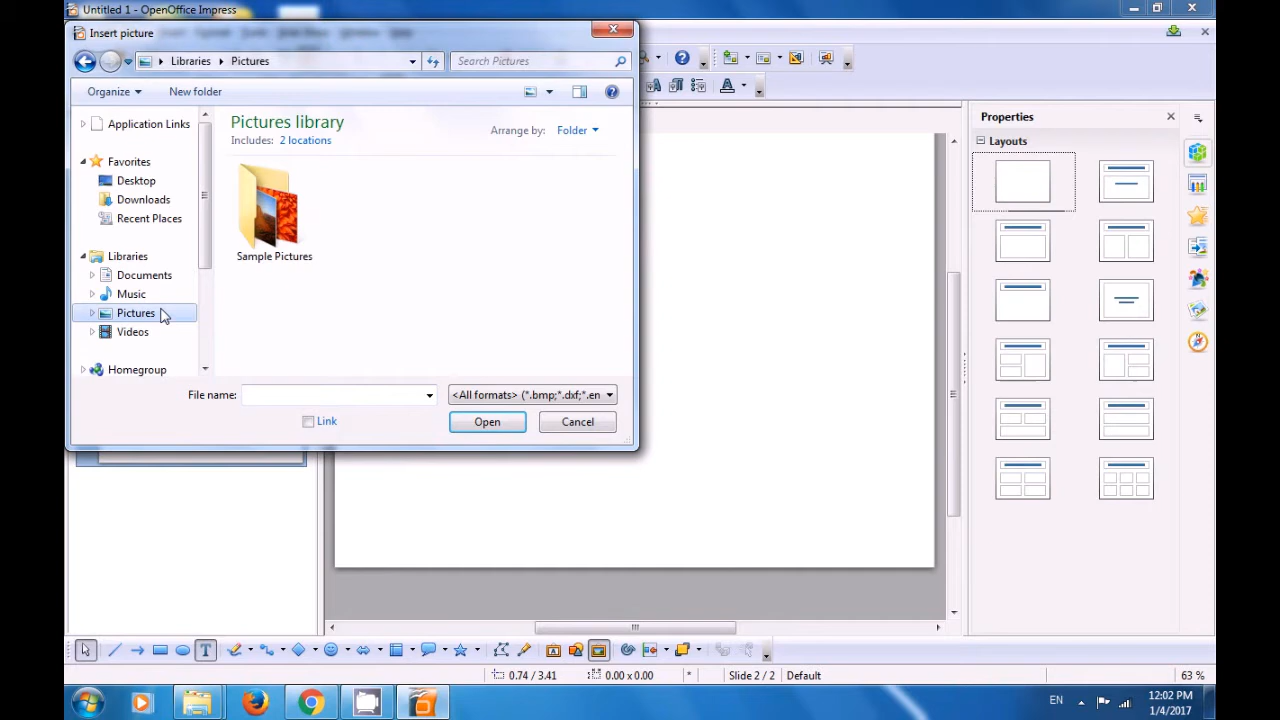 Untitled 1 - OpenOffice Impress
Insert picture
Libraries
Pictures
Search Pictures
Organize
New folder
Application Links
Favorites
Desktop
Downloads
Recent Places
Libraries
Documents
Music
Pictures
Videos
Homegroup
Pictures library
Includes: 2 locations
Arrange by: Folder
Sample Pictures
File name:
<All formats> (*.bmp;*.dxf;*.en
Link
Open
Cancel
Properties
Layouts
0.74 / 3.41
0.00 x 0.00
*
Slide 2 / 2
Default
63 %
EN
12:02 PM
1/4/2017